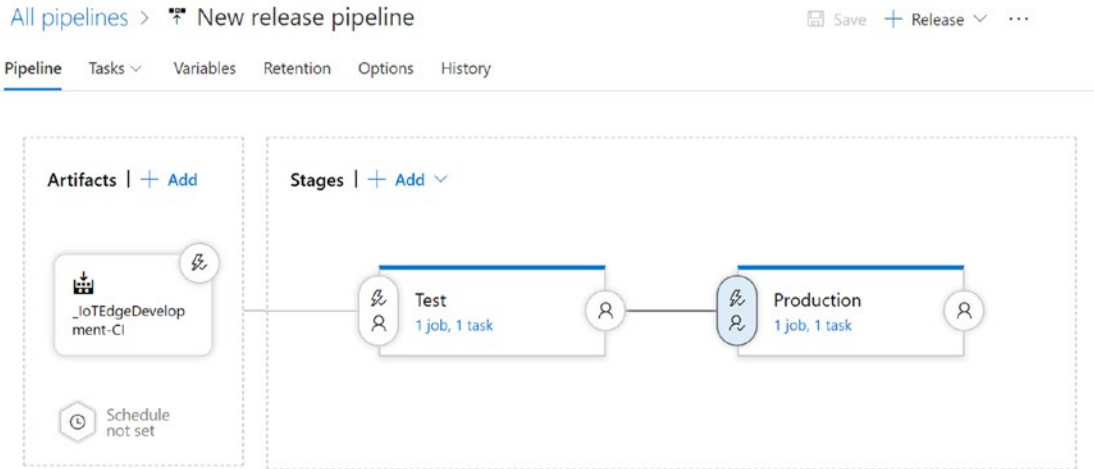 All pipelines > New release pipeline
Save + Release ...
Pipeline Tasks Variables Retention Options History
Artifacts | + Add
Stages | + Add
_IoTEdgeDevelop
ment-CI
Test
1 job, 1 task
Production
1 job, 1 task
Schedule
not set